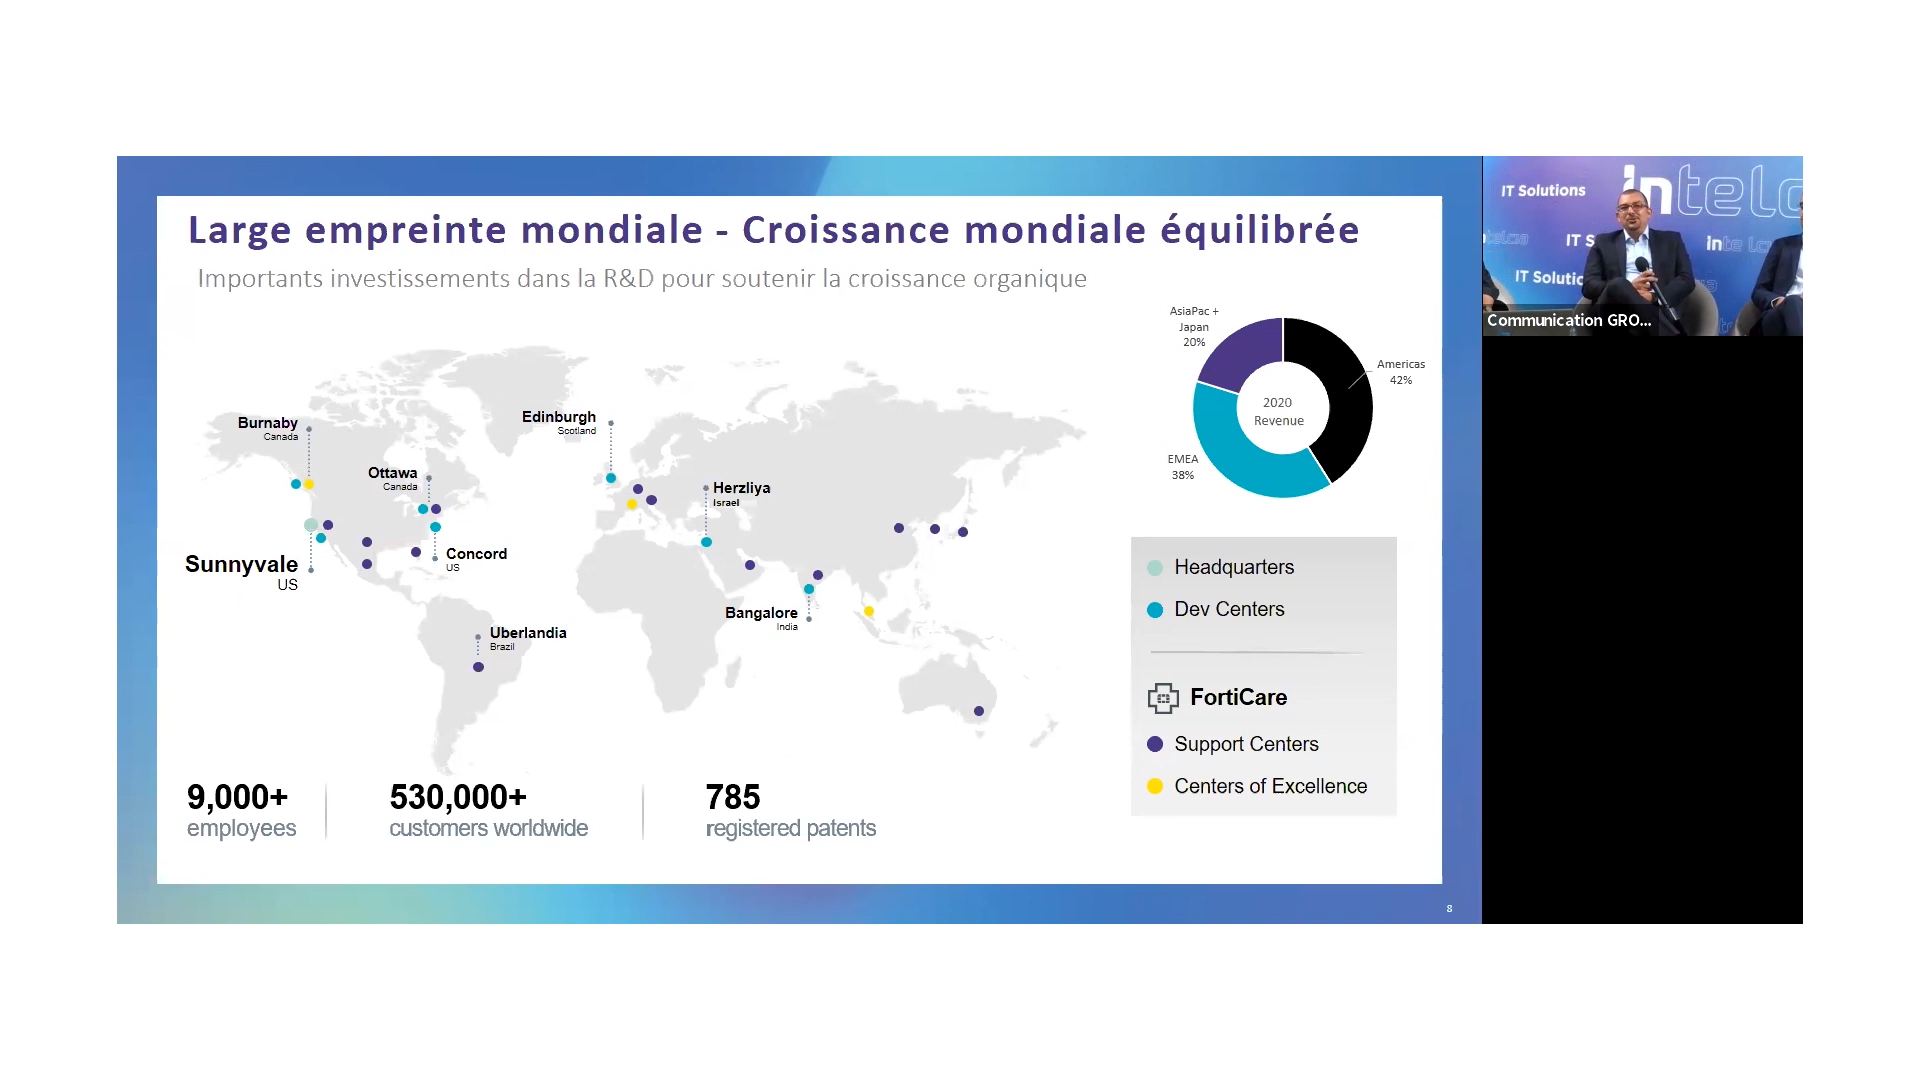 Large empreinte mondiale - Croissance mondiale équilibrée
Importants investissements dans la R&D pour soutenir la croissance organique
AsiaPac +
Japan
20%
Americas
42%
2020
Revenue
EMEA
38%
Burnaby
Canada
Ottawa
Canada
Edinburgh
Scotland
Herzliya
Israel
Sunnyvale
US
Concord
US
Bangalore
India
Uberlandia
Brazil
Headquarters
Dev Centers
FortiCare
Support Centers
Centers of Excellence
9,000+
employees
530,000+
customers worldwide
785
registered patents
8
IT Solutions
intelc
IT S
inte
IT Solutio
Communication GRO...